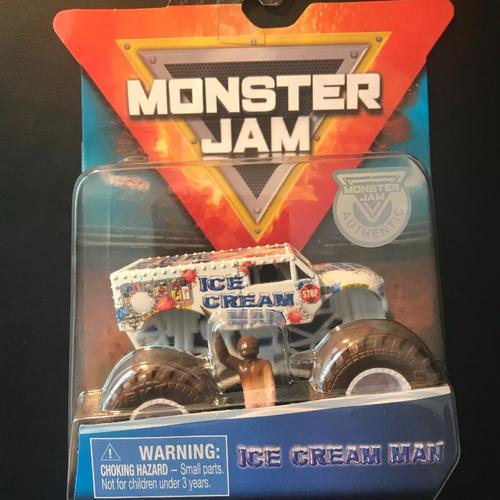 MONSTER
JAM
MONSTER
JAM
AUTHENTIC
ICE
CREAM
STOP
WARNING:
CHOKING HAZARD – Small parts.
Not for children under 3 years.
ICE CREAM MAN